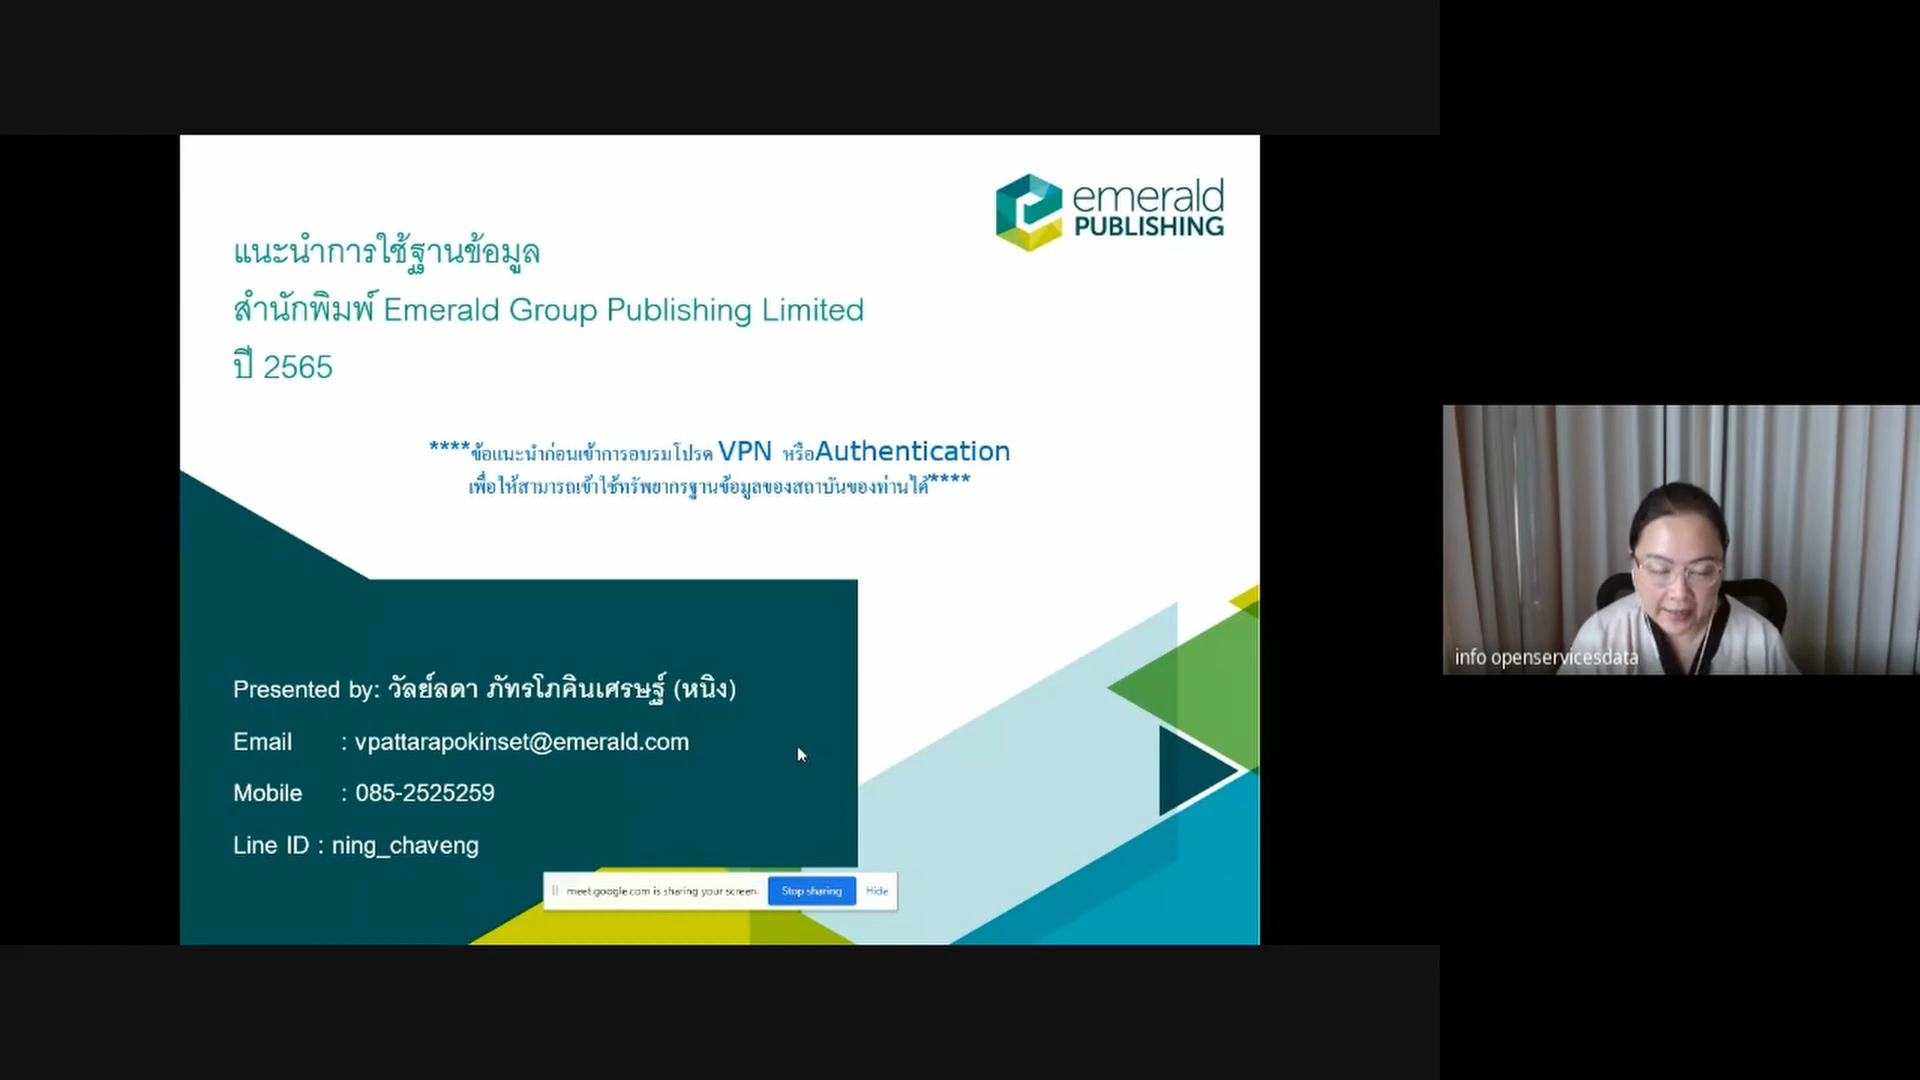 emerald
PUBLISHING
แนะนำการใช้ฐานข้อมูล
สำนักพิมพ์ Emerald Group Publishing Limited
ปี 2565
****ข้อแนะนำก่อนเข้าการอบรมโปรด VPN หรือAuthentication
เพื่อให้สามารถเข้าใช้ทรัพยากรฐานข้อมูลของสถาบันของท่านได้****
Presented by: วัลย์ลดา ภัทรโภคินเศรษฐ์ (หนิง)
Email : vpattarapokinset@emerald.com
Mobile : 085-2525259
Line ID : ning_chaveng
meet.google.com is sharing your screen. Stop sharing Hide
info openservicesdata